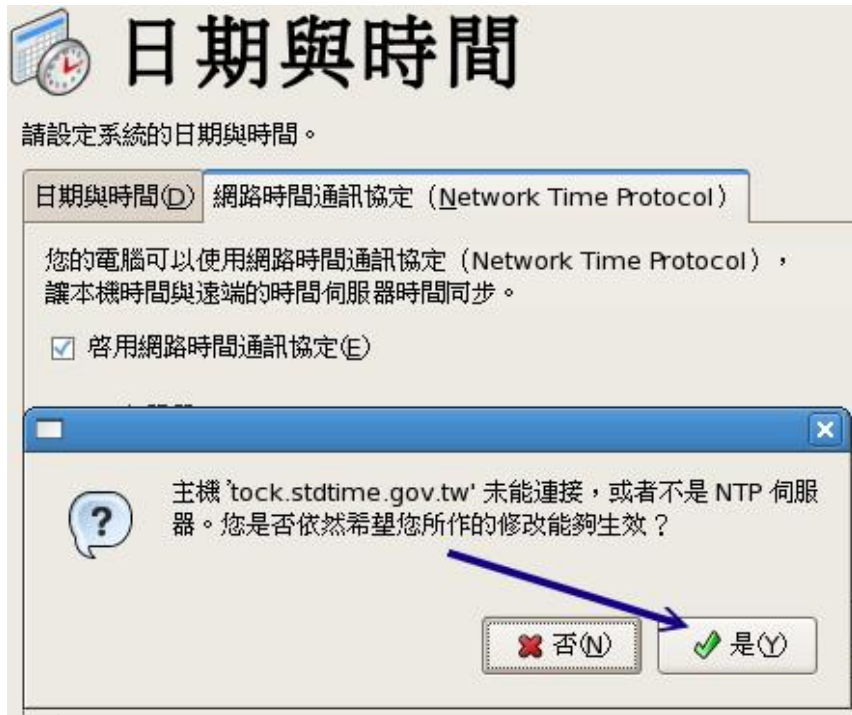 日期與時間
請設定系統的日期與時間。
日期與時間(D) 網路時間通訊協定（Network Time Protocol）
您的電腦可以使用網路時間通訊協定（Network Time Protocol），
讓本機時間與遠端的時間伺服器時間同步。
啓用網路時間通訊協定(E)
主機 'tock.stdtime.gov.tw' 未能連接，或者不是 NTP 伺服
器。您是否依然希望您所作的修改能夠生效？
否(N) 是(Y)